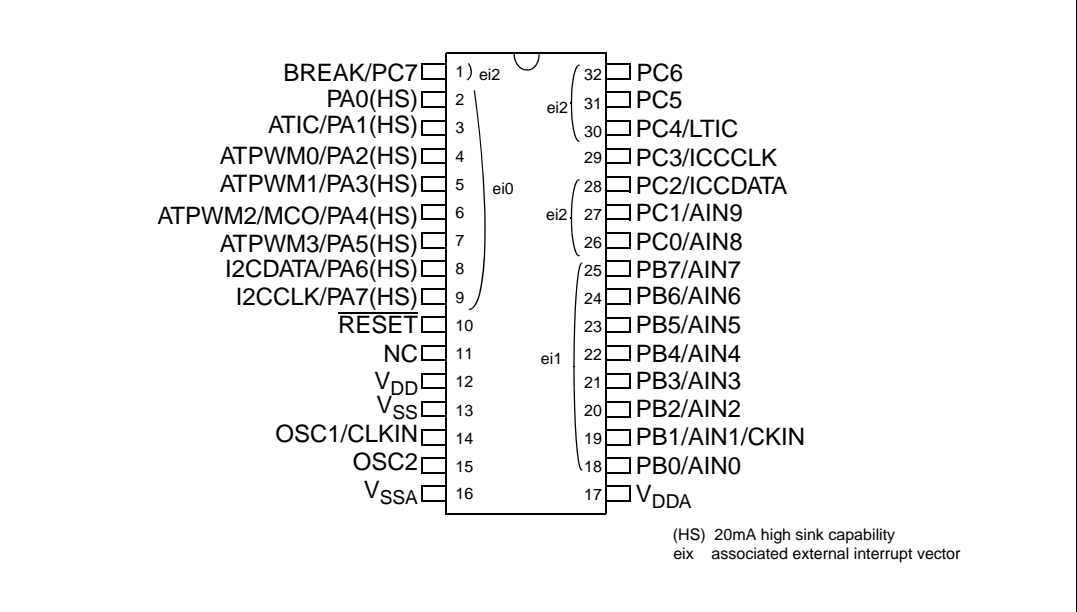 BREAK/PC7 1) ei2 32 PC6
PA0(HS) 2 31 PC5
ei2
ATIC/PA1(HS) 3 30 PC4/LTIC
ATPWM0/PA2(HS) 4 29 PC3/ICCCLK
ATPWM1/PA3(HS) 5 ei0 28 PC2/ICCDATA
ATPWM2/MCO/PA4(HS) 6 ei2 27 PC1/AIN9
ATPWM3/PA5(HS) 7 26 PC0/AIN8
I2CDATA/PA6(HS) 8 25 PB7/AIN7
I2CCLK/PA7(HS) 9 24 PB6/AIN6
RESET 10 23 PB5/AIN5
NC 11 ei1 22 PB4/AIN4
VDD 12 21 PB3/AIN3
VSS 13 20 PB2/AIN2
OSC1/CLKIN 14 19 PB1/AIN1/CKIN
OSC2 15 18 PB0/AIN0
VSSA 16 17 VDDA
(HS) 20mA high sink capability
eix associated external interrupt vector